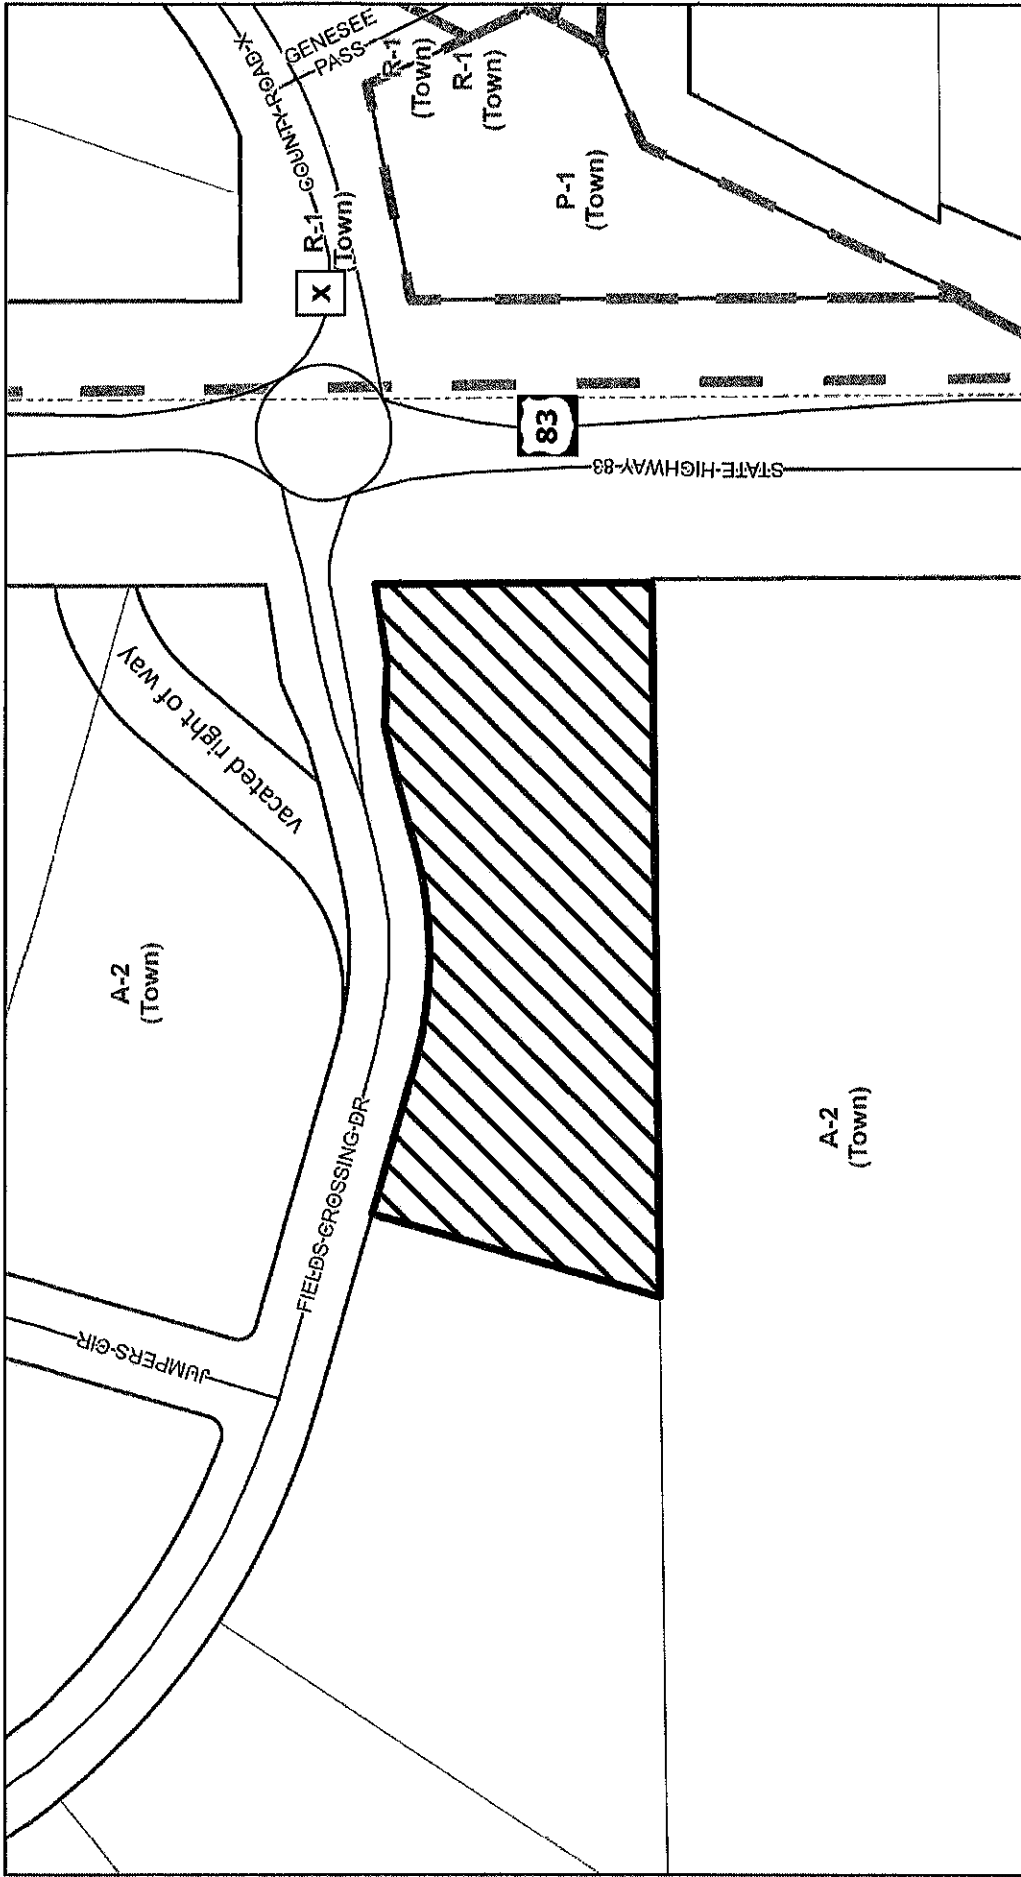 GENESEE
PASS
COUNTY-ROAD-X
R-1
(Town)
R-1
(Town)
R-1
(Town)
X
P-1
(Town)
83
STATE-HIGHWAY-83
vacated right of way
A-2
(Town)
FIELDS-CROSSING-DR
JUMPERS-CIR
A-2
(Town)